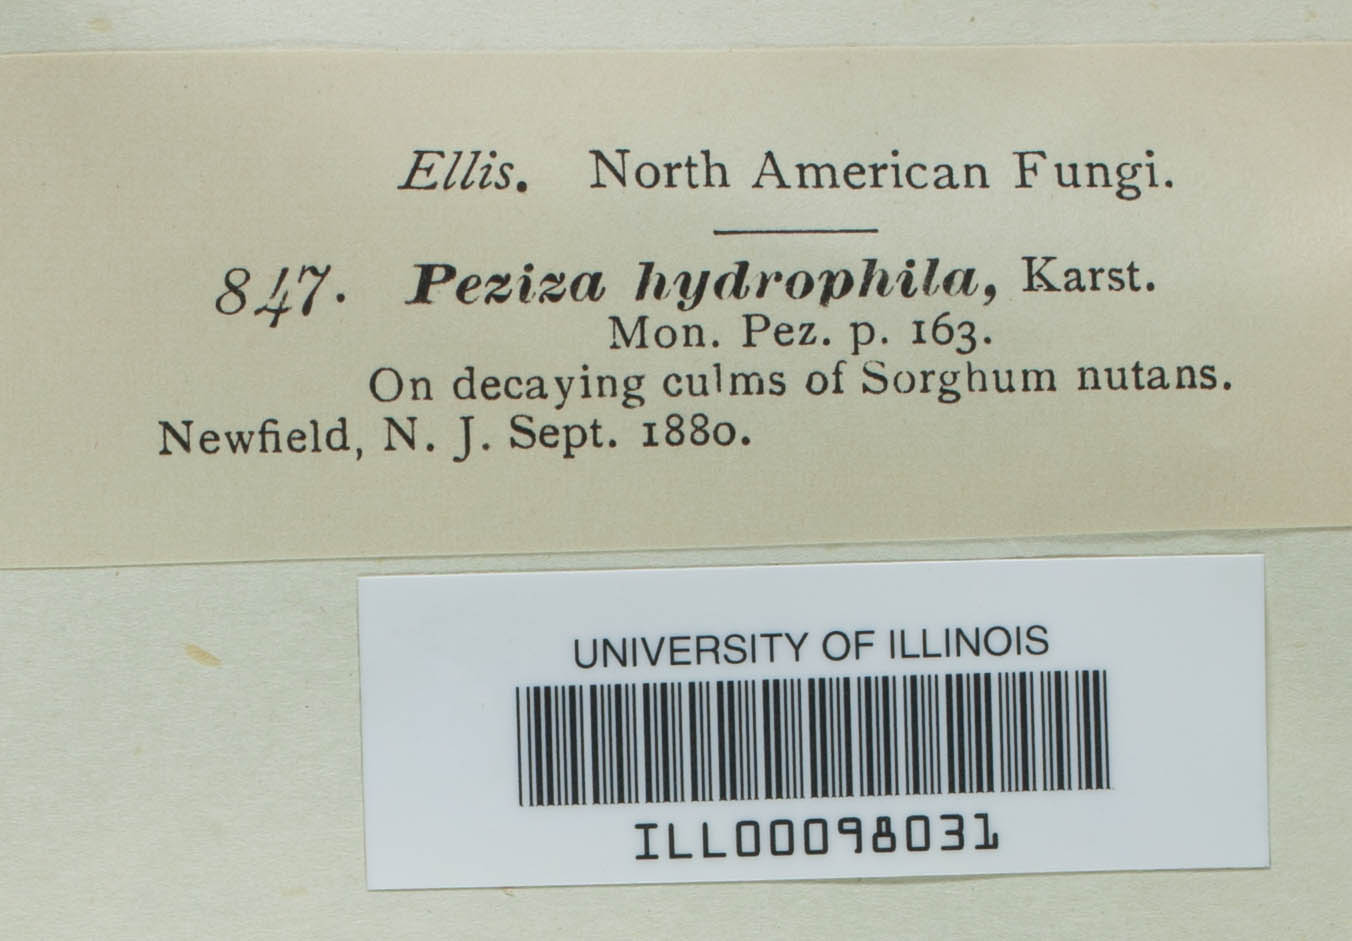 Ellis. North American Fungi.
847. Peziza hydrophila, Karst.
Mon. Pez. p. 163.
On decaying culms of Sorghum nutans.
Newfield, N. J. Sept. 1880.
UNIVERSITY OF ILLINOIS
ILL00098031